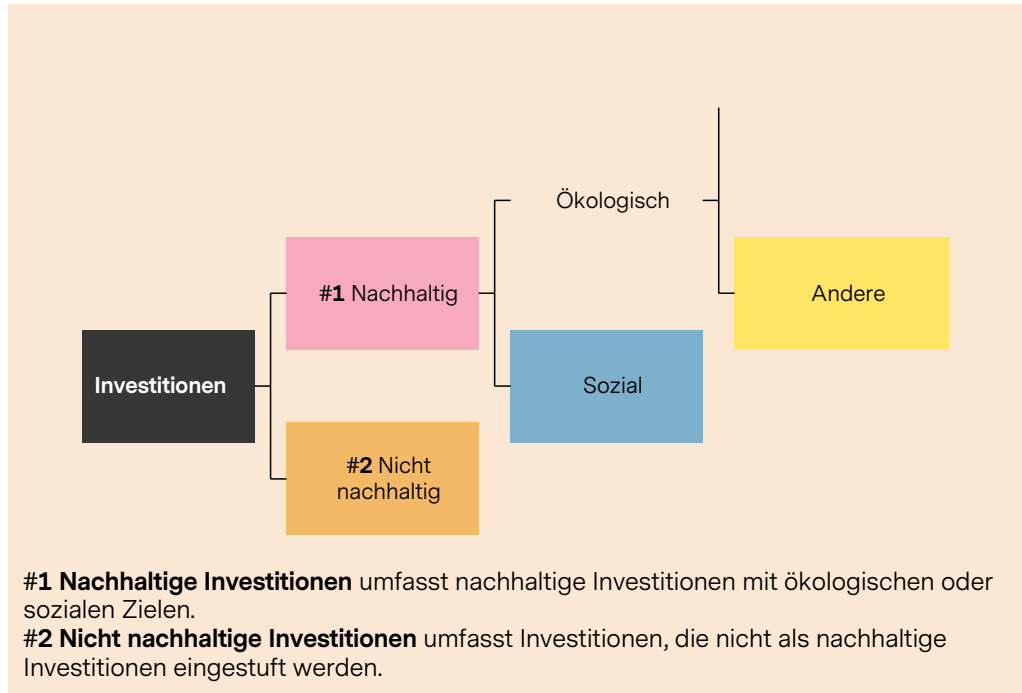 Ökologisch
#1 Nachhaltig
Andere
Investitionen
Sozial
#2 Nicht
nachhaltig
#1 Nachhaltige Investitionen umfasst nachhaltige Investitionen mit ökologischen oder
sozialen Zielen.
#2 Nicht nachhaltige Investitionen umfasst Investitionen, die nicht als nachhaltige
Investitionen eingestuft werden.